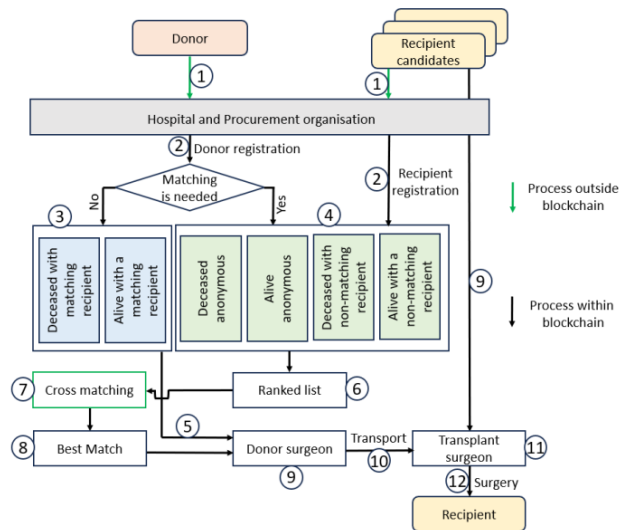 Donor
Recipient
candidates
1
1
Hospital and Procurement organisation
2
Donor registration
Matching
is needed
2
Recipient
registration
Process outside
blockchain
No
Yes
3
4
Deceased with
matching
recipient
Alive with a
matching
recipient
Deceased
anonymous
Alive
anonymous
Deceased with
non-matching
recipient
Alive with a
non-matching
recipient
9
Process within
blockchain
7
Cross matching
Ranked list
6
5
8
Best Match
Donor surgeon
9
Transport
10
Transplant
surgeon
11
12
Surgery
Recipient